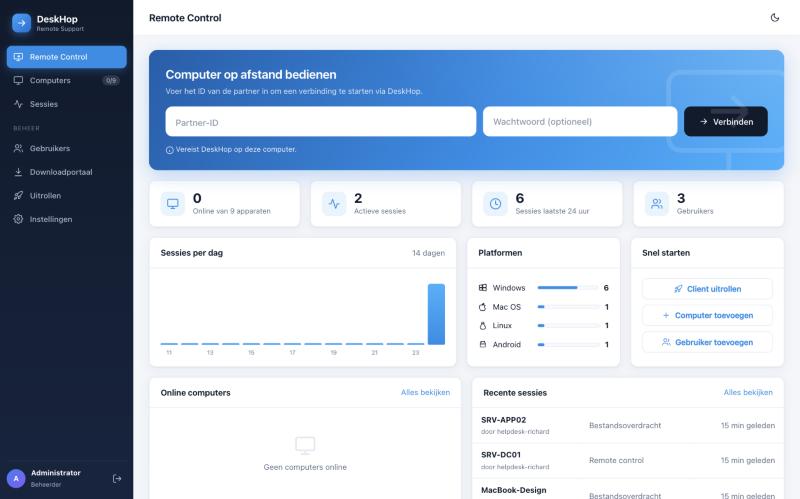 DeskHop
Remote Support
Remote Control
Computers 0/9
Sessies
BEHEER
Gebruikers
Downloadportaal
Uitrollen
Instellingen
A
Administrator
Beheerder
Remote Control
Computer op afstand bedienen
Voer het ID van de partner in om een verbinding te starten via DeskHop.
Partner-ID
Wachtwoord (optioneel)
Verbinden
Vereist DeskHop op deze computer.
0
Online van 9 apparaten
2
Actieve sessies
6
Sessies laatste 24 uur
3
Gebruikers
Sessies per dag 14 dagen
11 13 15 17 19 21 23
Platformen
Windows 6
Mac OS 1
Linux 1
Android 1
Snel starten
Client uitrollen
Computer toevoegen
Gebruiker toevoegen
Online computers Alles bekijken
Geen computers online
Recente sessies Alles bekijken
SRV-APP02
door helpdesk-richard
Bestandsoverdracht 15 min geleden
SRV-DC01
door helpdesk-richard
Remote control 15 min geleden
MacBook-Design
Bestandsoverdracht 15 min geleden